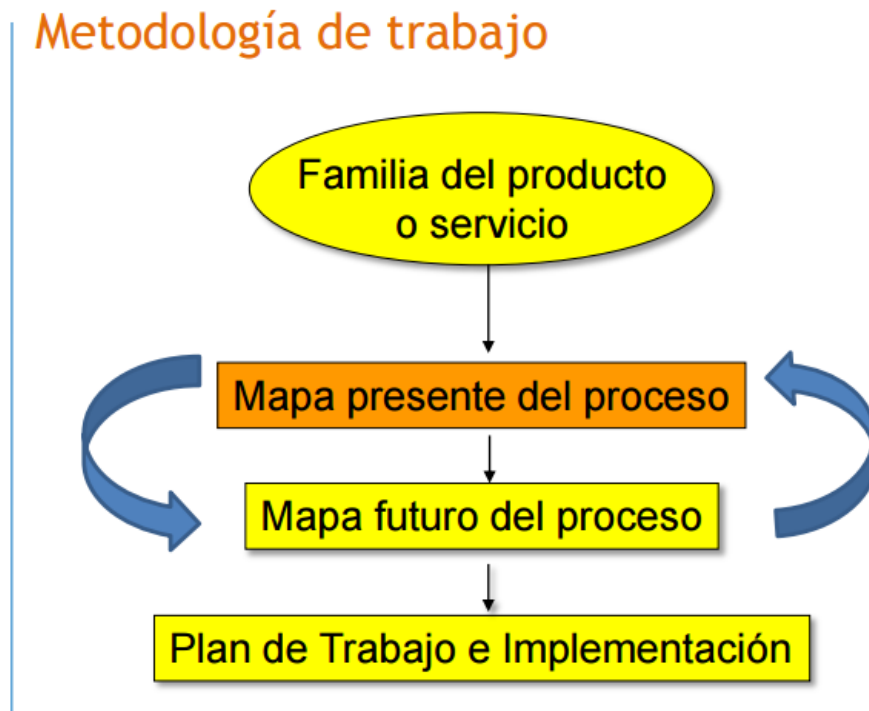 Metodología de trabajo
Familia del producto
o servicio
Mapa presente del proceso
Mapa futuro del proceso
Plan de Trabajo e Implementación